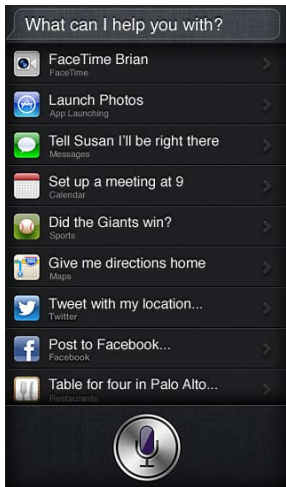 What can I help you with?
FaceTime Brian
FaceTime
Launch Photos
App Launching
Tell Susan I'll be right there
Messages
Set up a meeting at 9
Calendar
Did the Giants win?
Sports
Give me directions home
Maps
Tweet with my location...
Twitter
Post to Facebook...
Facebook
Table for four in Palo Alto...
Restaurants